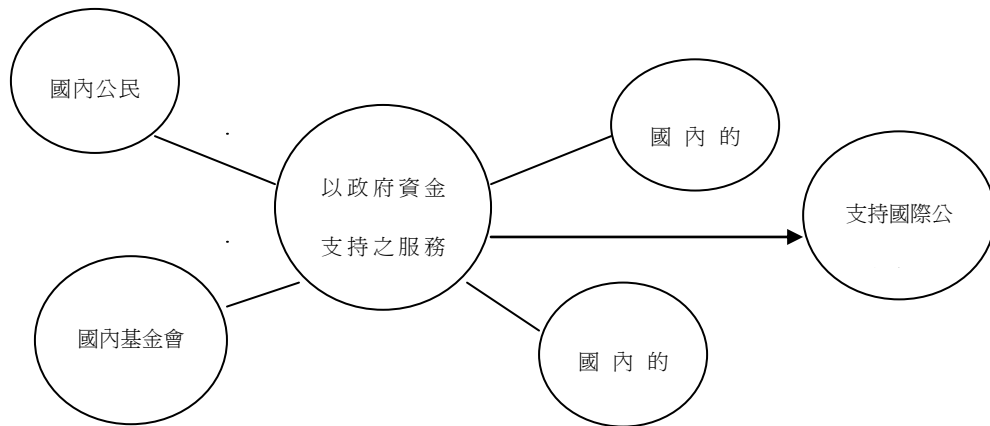 國內公民
國內的
以政府資金
支持之服務
支持國際公
國內基金會
國內的